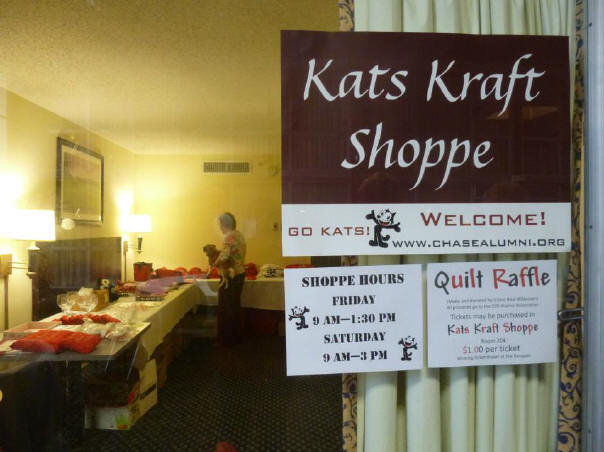 Kats Kraft
Shoppe
GO KATS!
WELCOME!
WWW.CHASEALUMNI.ORG
SHOPPE HOURS
FRIDAY
9 AM—1:30 PM
SATURDAY
9 AM—3 PM
Quilt Raffle
Tickets may be purchased in
Kats Kraft Shoppe
$1.00 per ticket